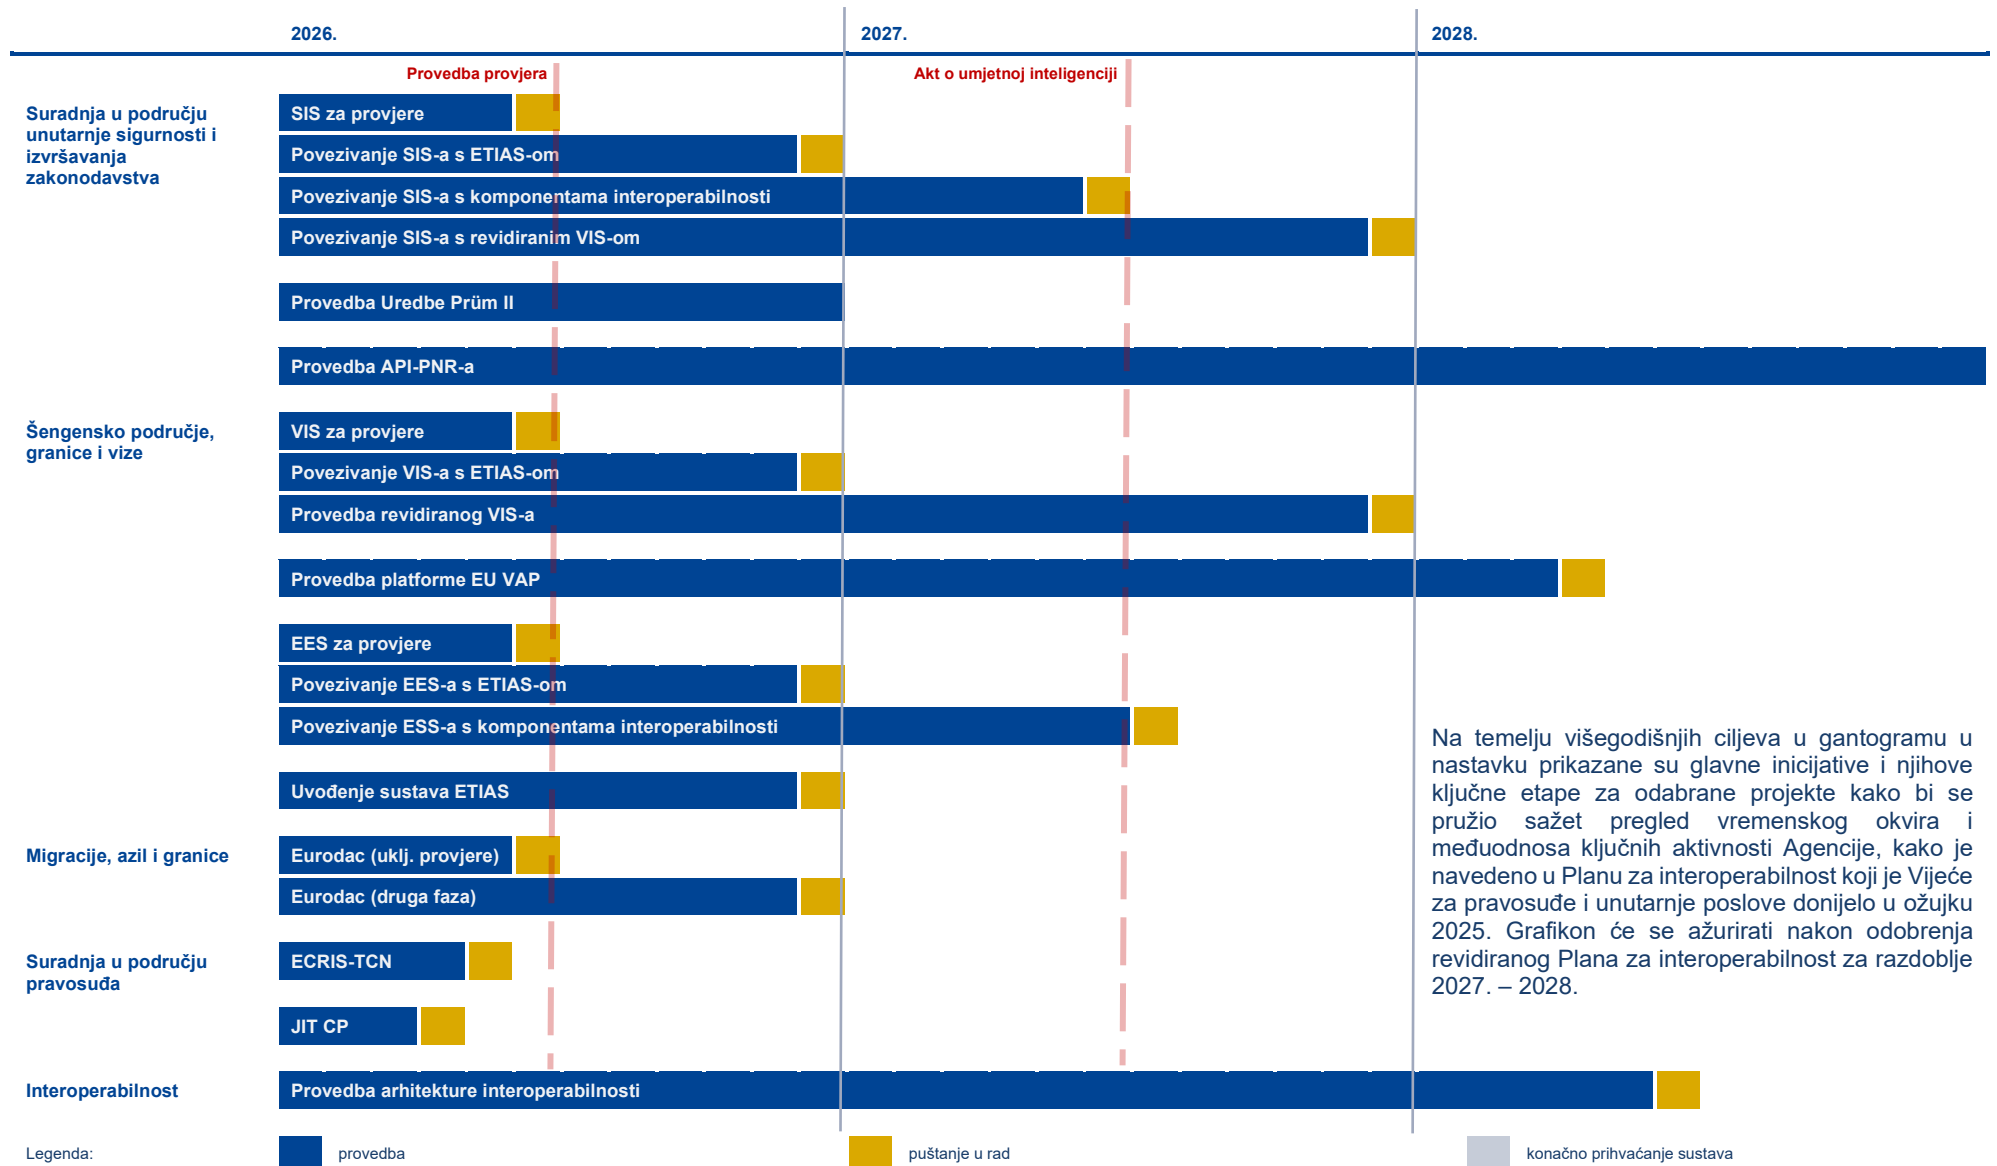 2026.
2027.
2028.
Provedba provjera
Akt o umjetnoj inteligenciji
Suradnja u području
unutarnje sigurnosti i
izvršavanja
zakonodavstva
SIS za provjere
Povezivanje SIS-a s ETIAS-om
Povezivanje SIS-a s komponentama interoperabilnosti
Povezivanje SIS-a s revidiranim VIS-om
Provedba Uredbe Prüm II
Provedba API-PNR-a
Šengensko područje,
granice i vize
VIS za provjere
Povezivanje VIS-a s ETIAS-om
Provedba revidiranog VIS-a
Provedba platforme EU VAP
EES za provjere
Povezivanje EES-a s ETIAS-om
Povezivanje ESS-a s komponentama interoperabilnosti
Uvođenje sustava ETIAS
Migracije, azil i granice
Eurodac (uklj. provjere)
Eurodac (druga faza)
Suradnja u području
pravosuđa
ECRIS-TCN
JIT CP
Interoperabilnost
Provedba arhitekture interoperabilnosti
Na temelju višegodišnjih ciljeva u gantogramu u
nastavku prikazane su glavne inicijative i njihove
ključne etape za odabrane projekte kako bi se
pružio sažet pregled vremenskog okvira i
međuodnosa ključnih aktivnosti Agencije, kako je
navedeno u Planu za interoperabilnost koji je Vijeće
za pravosuđe i unutarnje poslove donijelo u ožujku
2025. Grafikon će se ažurirati nakon odobrenja
revidiranog Plana za interoperabilnost za razdoblje
2027. – 2028.
Legenda:
provedba
puštanje u rad
konačno prihvaćanje sustava